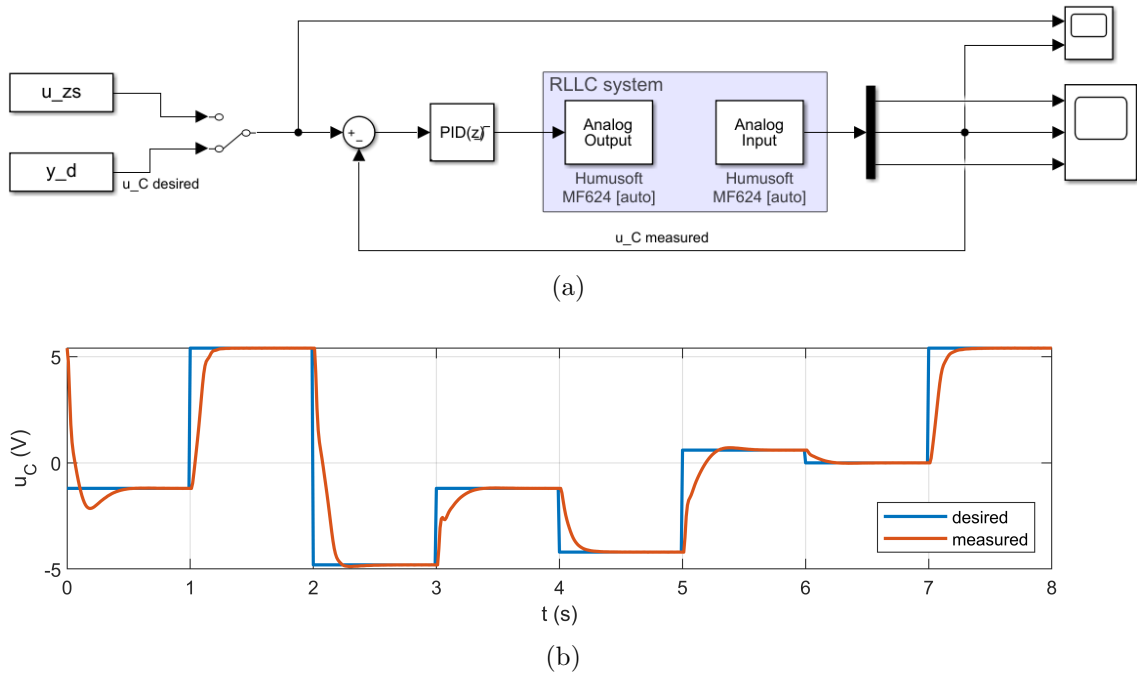 u_zs
y_d
u_C desired
+
−
PID(z)
RLLC system
Analog
Output
Humusoft
MF624 [auto]
Analog
Input
Humusoft
MF624 [auto]
u_C measured
(a)
5
0
-5
u_C (V)
0 1 2 3 4 5 6 7 8
t (s)
desired
measured
(b)